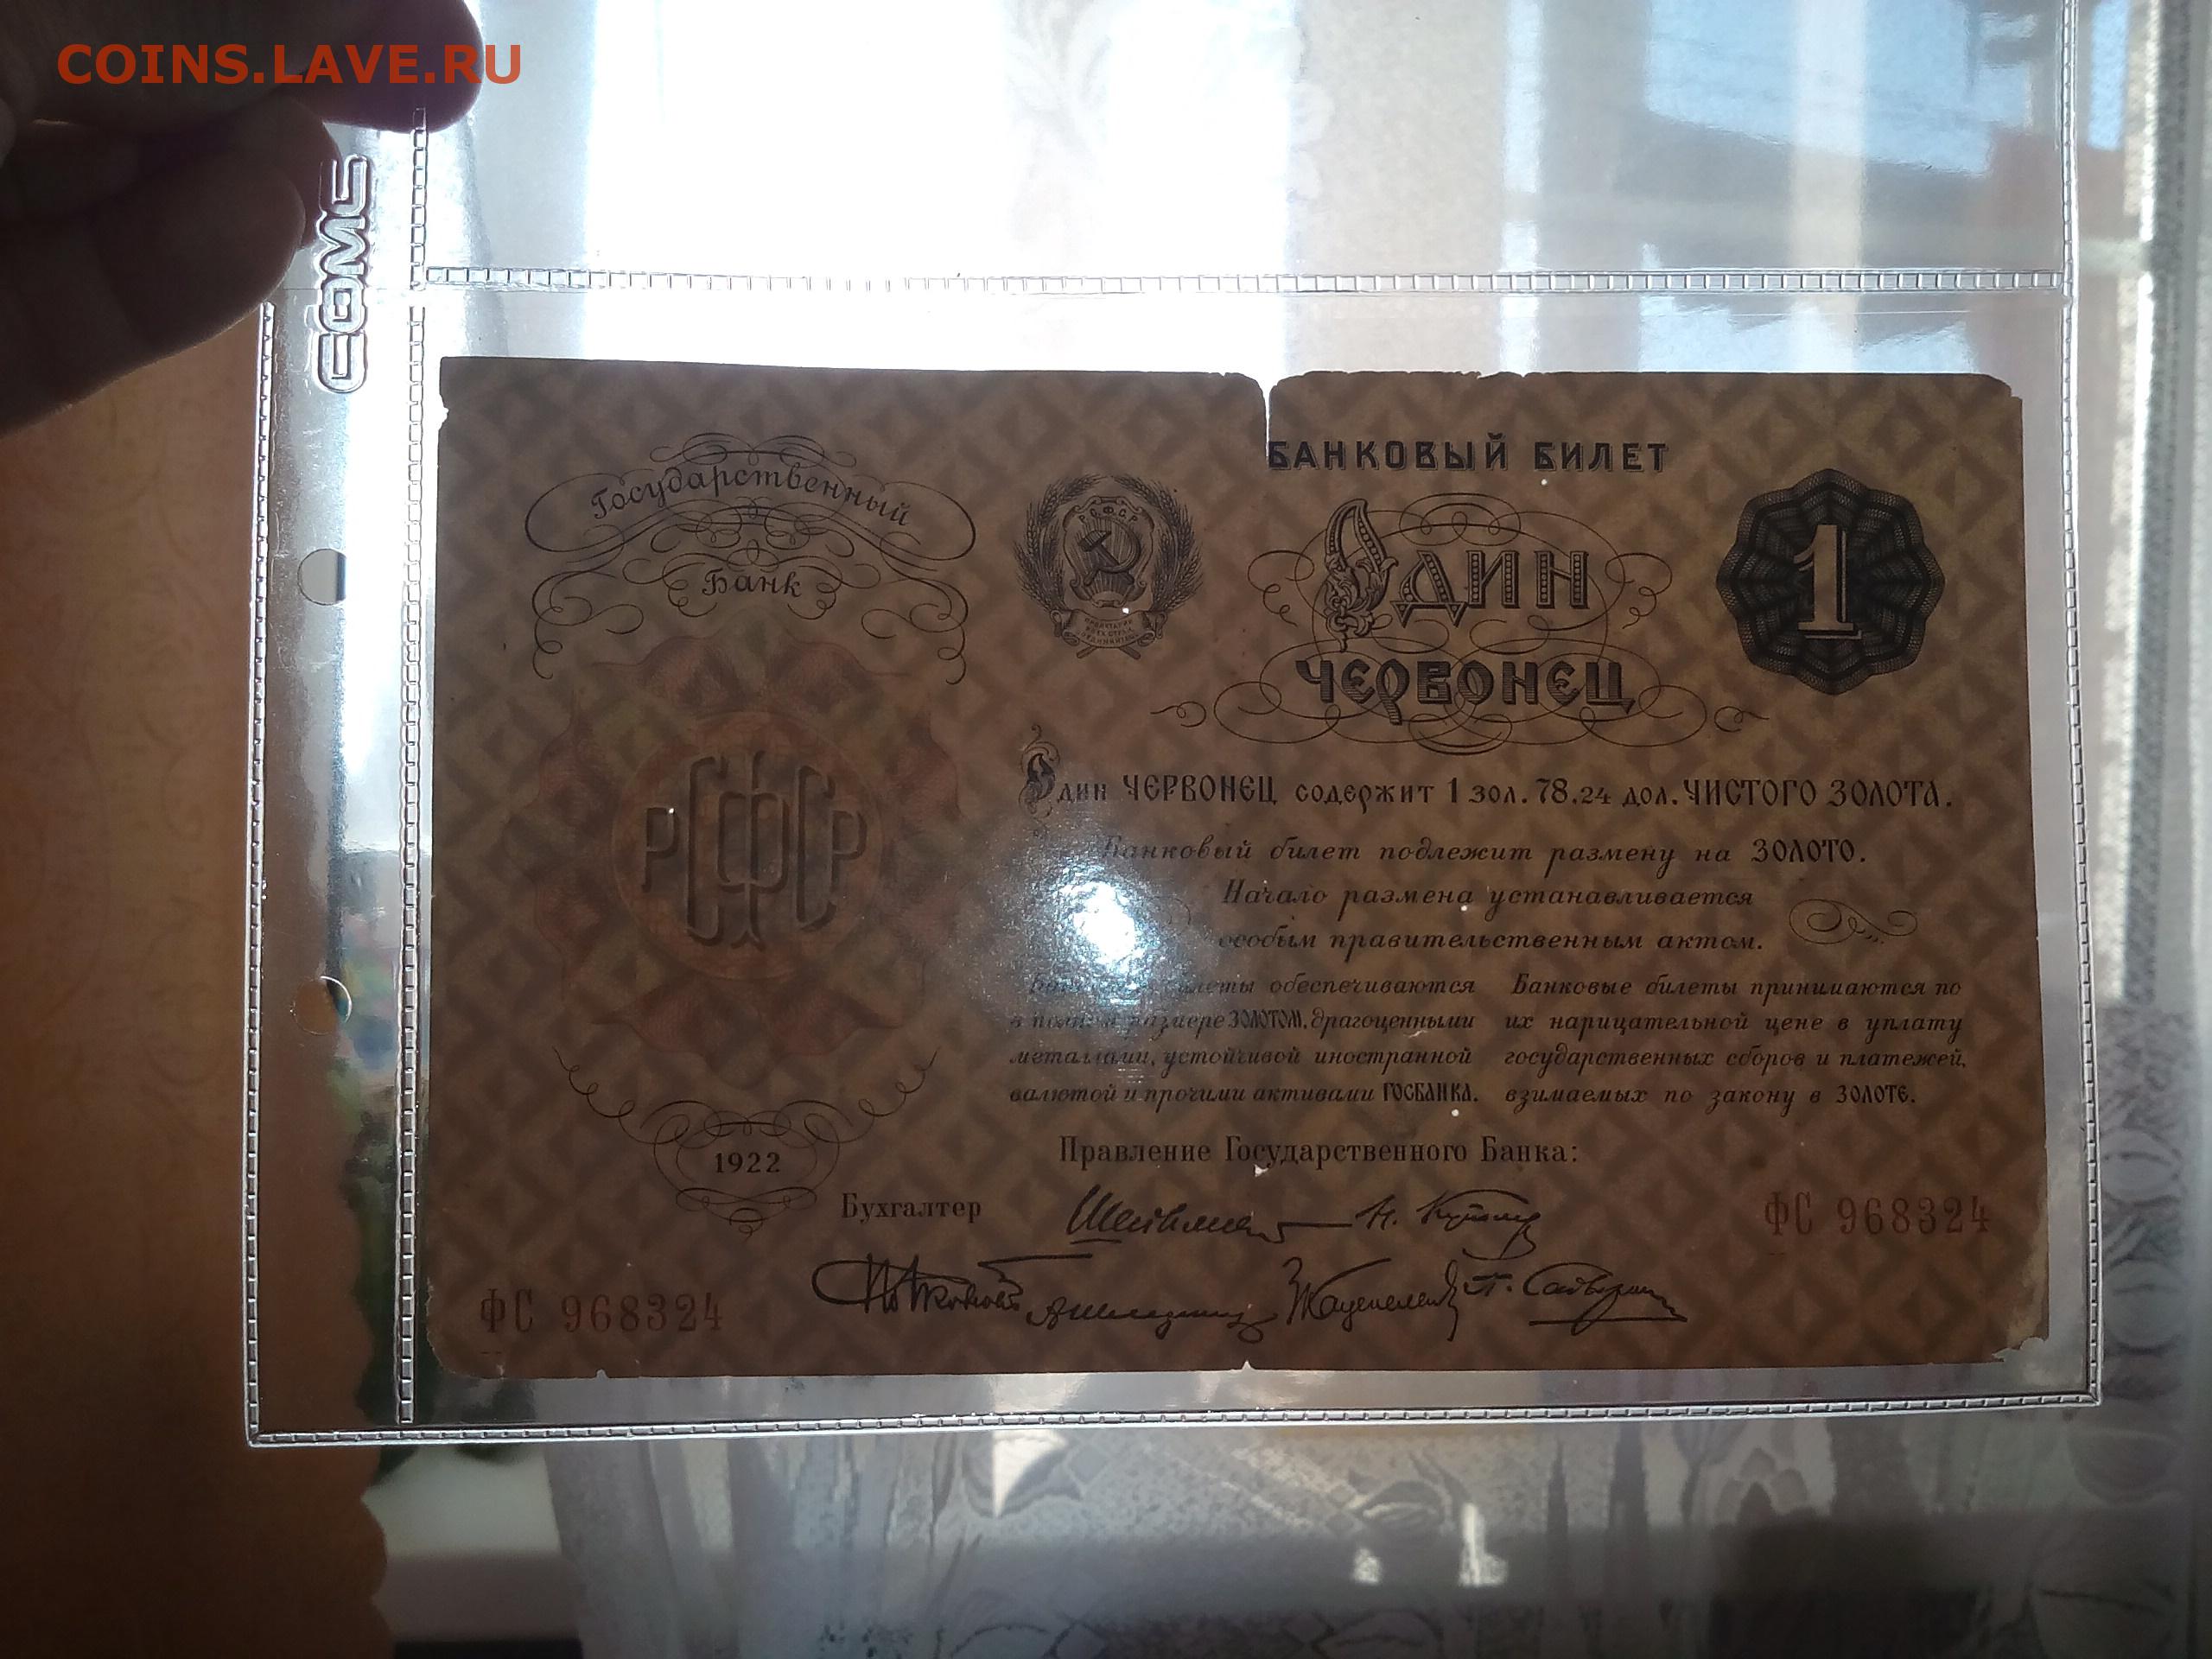 COINS.LAVE.RU
COMS
Государственный
Банк
БАНКОВЫЙ БИЛЕТ
Р.С.Ф.С.Р.
Один
ЧЕРВОНЕЦ
1
РСФСР
Один ЧЕРВОНЕЦ содержит 1 зол. 78,24 дол. ЧИСТОГО ЗОЛОТА.
Банковый билет подлежит размену на ЗОЛОТО.
Начало размена устанавливается
особым правительственным актом.
билеты обеспечиваются
в полном размере ЗОЛОТОМ, драгоценными
металлами, устойчивой иностранной
валютой и прочими активами ГОСБАНКА.
Банковые билеты принимаются по
их нарицательной цене в уплату
государственных сборов и платежей,
взимаемых по закону в ЗОЛОТЕ.
1922
Правление Государственного Банка:
Бухгалтер
ФС 968324
ФС 968324